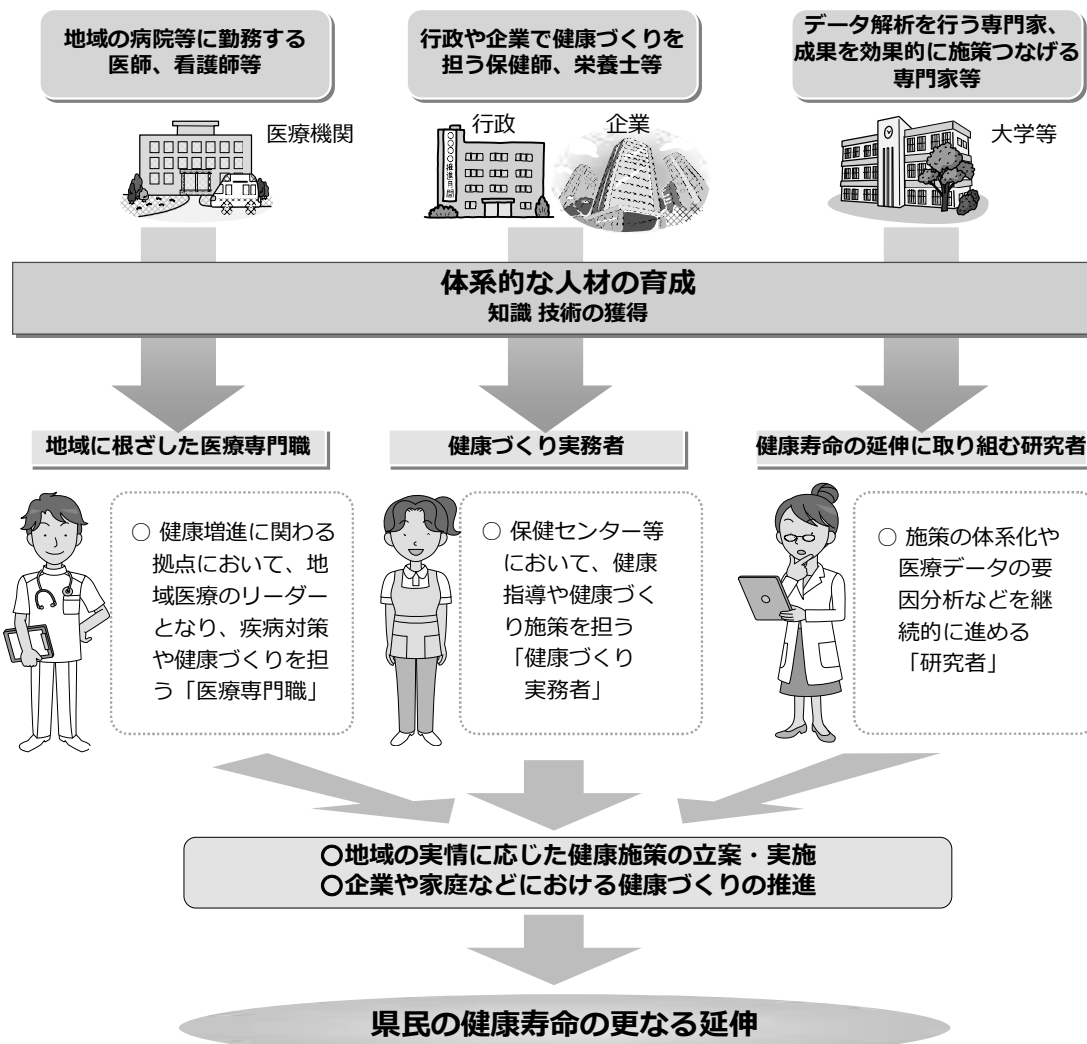 地域の病院等に勤務する
医師、看護師等
行政や企業で健康づくりを
担う保健師、栄養士等
データ解析を行う専門家、
成果を効果的に施策つなげる
専門家等
医療機関
行政
企業
大学等
〇〇〇〇推進月間
体系的な人材の育成
知識 技術の獲得
地域に根ざした医療専門職
健康づくり実務者
健康寿命の延伸に取り組む研究者
○ 健康増進に関わる
拠点において、地
域医療のリーダー
となり、疾病対策
や健康づくりを担
う「医療専門職」
○ 保健センター等
において、健康
指導や健康づく
り施策を担う
「健康づくり
実務者」
○ 施策の体系化や
医療データの要
因分析などを継
続的に進める
「研究者」
〇地域の実情に応じた健康施策の立案・実施
〇企業や家庭などにおける健康づくりの推進
県民の健康寿命の更なる延伸